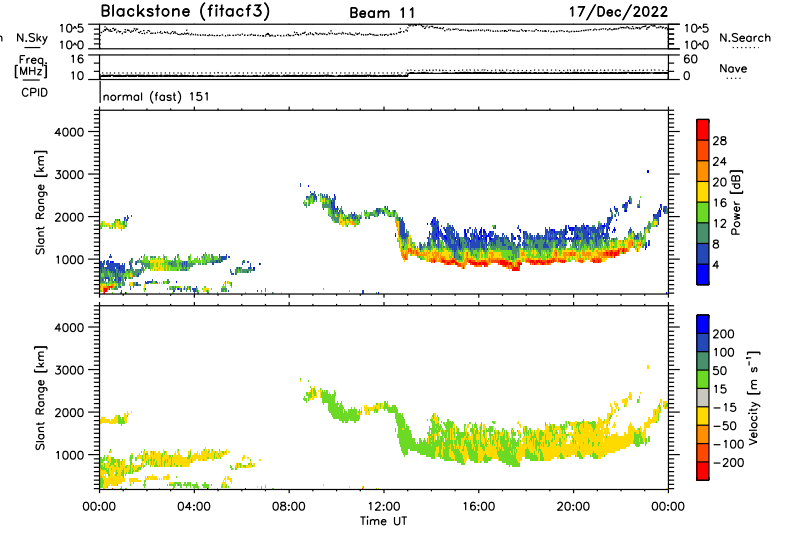 Blackstone (fitacf3) Beam 11 17/Dec/2022
N.Sky 10^5 10^0 10^5 10^0 N.Search
Freq. [MHz] 16 10 60 0 Nave
CPID normal (fast) 151
Slant Range [km] 4000 3000 2000 1000
28 24 20 16 12 8 4 Power [dB]
Slant Range [km] 4000 3000 2000 1000
200 100 50 15 −15 −50 −100 −200 Velocity [m s⁻¹]
00:00 04:00 08:00 12:00 16:00 20:00 00:00
Time UT